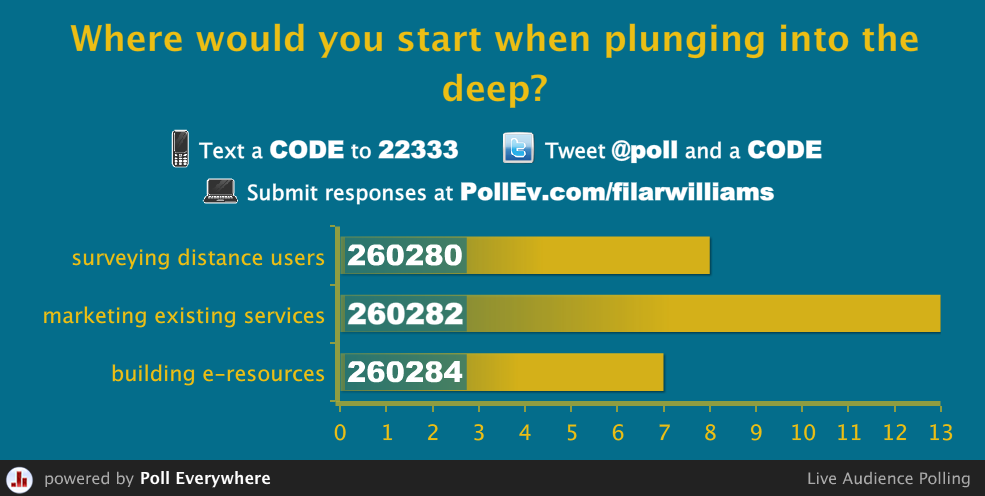 Where would you start when plunging into the
deep?
Text a CODE to 22333 Tweet @poll and a CODE
Submit responses at PollEv.com/filarwilliams
surveying distance users 260280
marketing existing services 260282
building e-resources 260284
0 1 2 3 4 5 6 7 8 9 10 11 12 13
powered by Poll Everywhere Live Audience Polling